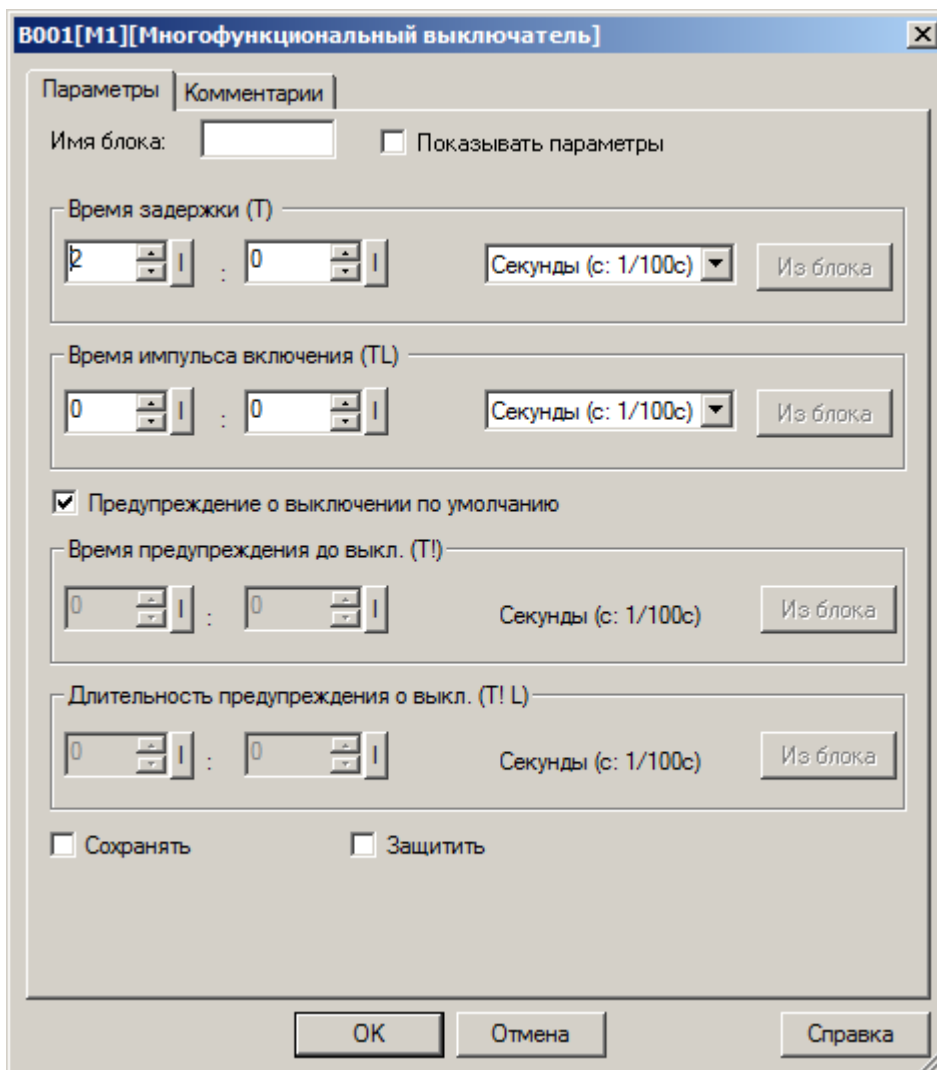 B001[M1][Многофункциональный выключатель]
Параметры Комментарии
Имя блока: Показывать параметры
Время задержки (T)
2 : 0 Секунды (с: 1/100с) Из блока
Время импульса включения (TL)
0 : 0 Секунды (с: 1/100с) Из блока
Предупреждение о выключении по умолчанию
Время предупреждения до выкл. (T!)
0 : 0 Секунды (с: 1/100с) Из блока
Длительность предупреждения о выкл. (T! L)
0 : 0 Секунды (с: 1/100с) Из блока
Сохранять Защитить
OK Отмена Справка